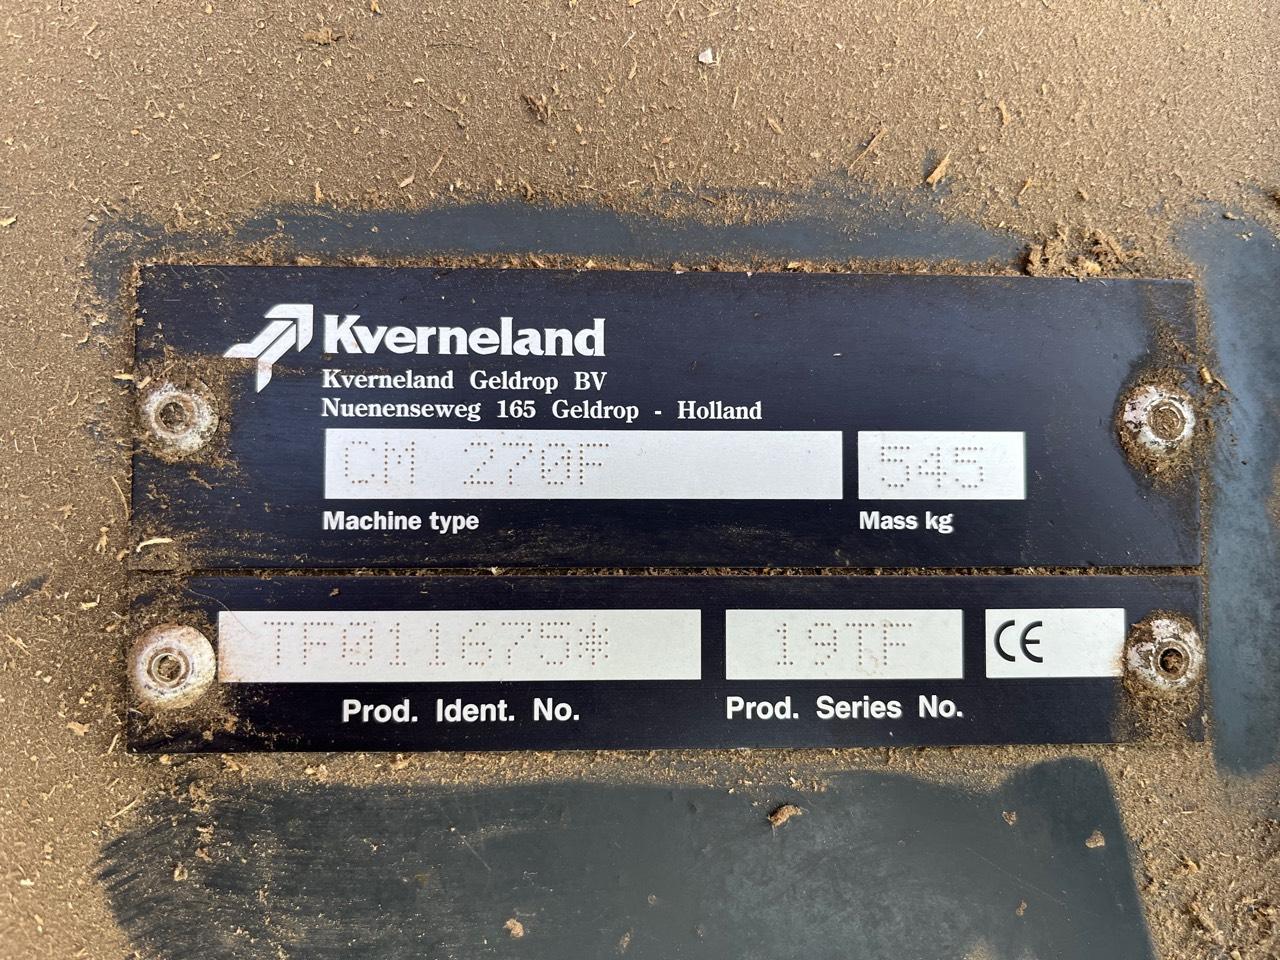 Kverneland
Kverneland Geldrop BV
Nuenenseweg 165 Geldrop - Holland
CM 270F 545
Machine type Mass kg
TF011675* 19TF CE
Prod. Ident. No. Prod. Series No.